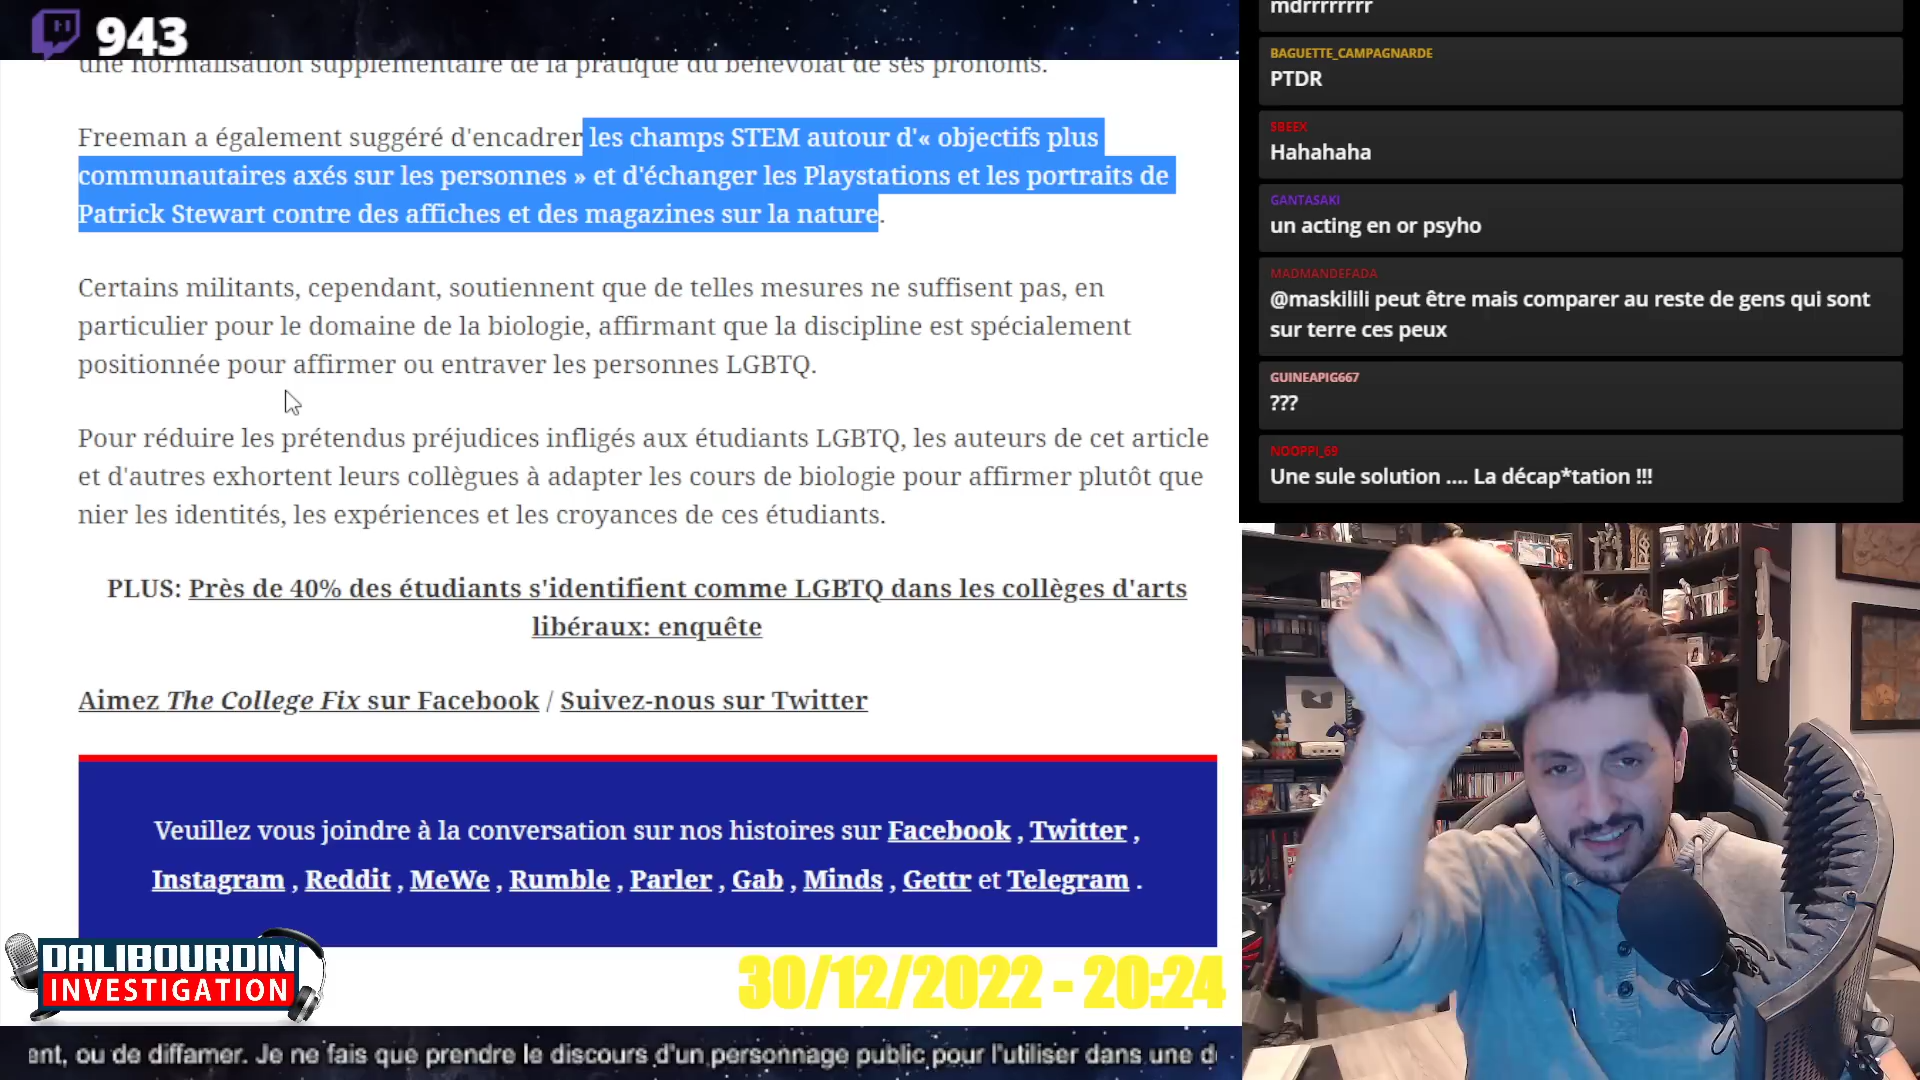 943
une normalisation supplémentaire de la pratique du bénévolat de ses pronoms.
Freeman a également suggéré d'encadrer les champs STEM autour d'« objectifs plus
communautaires axés sur les personnes » et d'échanger les Playstations et les portraits de
Patrick Stewart contre des affiches et des magazines sur la nature.
Certains militants, cependant, soutiennent que de telles mesures ne suffisent pas, en
particulier pour le domaine de la biologie, affirmant que la discipline est spécialement
positionnée pour affirmer ou entraver les personnes LGBTQ.
Pour réduire les prétendus préjudices infligés aux étudiants LGBTQ, les auteurs de cet article
et d'autres exhortent leurs collègues à adapter les cours de biologie pour affirmer plutôt que
nier les identités, les expériences et les croyances de ces étudiants.
PLUS: Près de 40% des étudiants s'identifient comme LGBTQ dans les collèges d'arts
libéraux: enquête
Aimez The College Fix sur Facebook / Suivez-nous sur Twitter
Veuillez vous joindre à la conversation sur nos histoires sur Facebook , Twitter ,
Instagram , Reddit , MeWe , Rumble , Parler , Gab , Minds , Gettr et Telegram .
DALIBOURDIN
INVESTIGATION
30/12/2022 - 20:24
ent, ou de diffamer. Je ne fais que prendre le discours d'un personnage public pour l'utiliser dans une d
mdrrrrrrrr
BAGUETTE_CAMPAGNARDE
PTDR
SBEEX
Hahahaha
GANTASAKI
un acting en or psyho
MADMANDEFADA
@maskilili peut être mais comparer au reste de gens qui sont
sur terre ces peux
GUINEAPIG667
???
NOOPPI_69
Une sule solution .... La décap*tation !!!